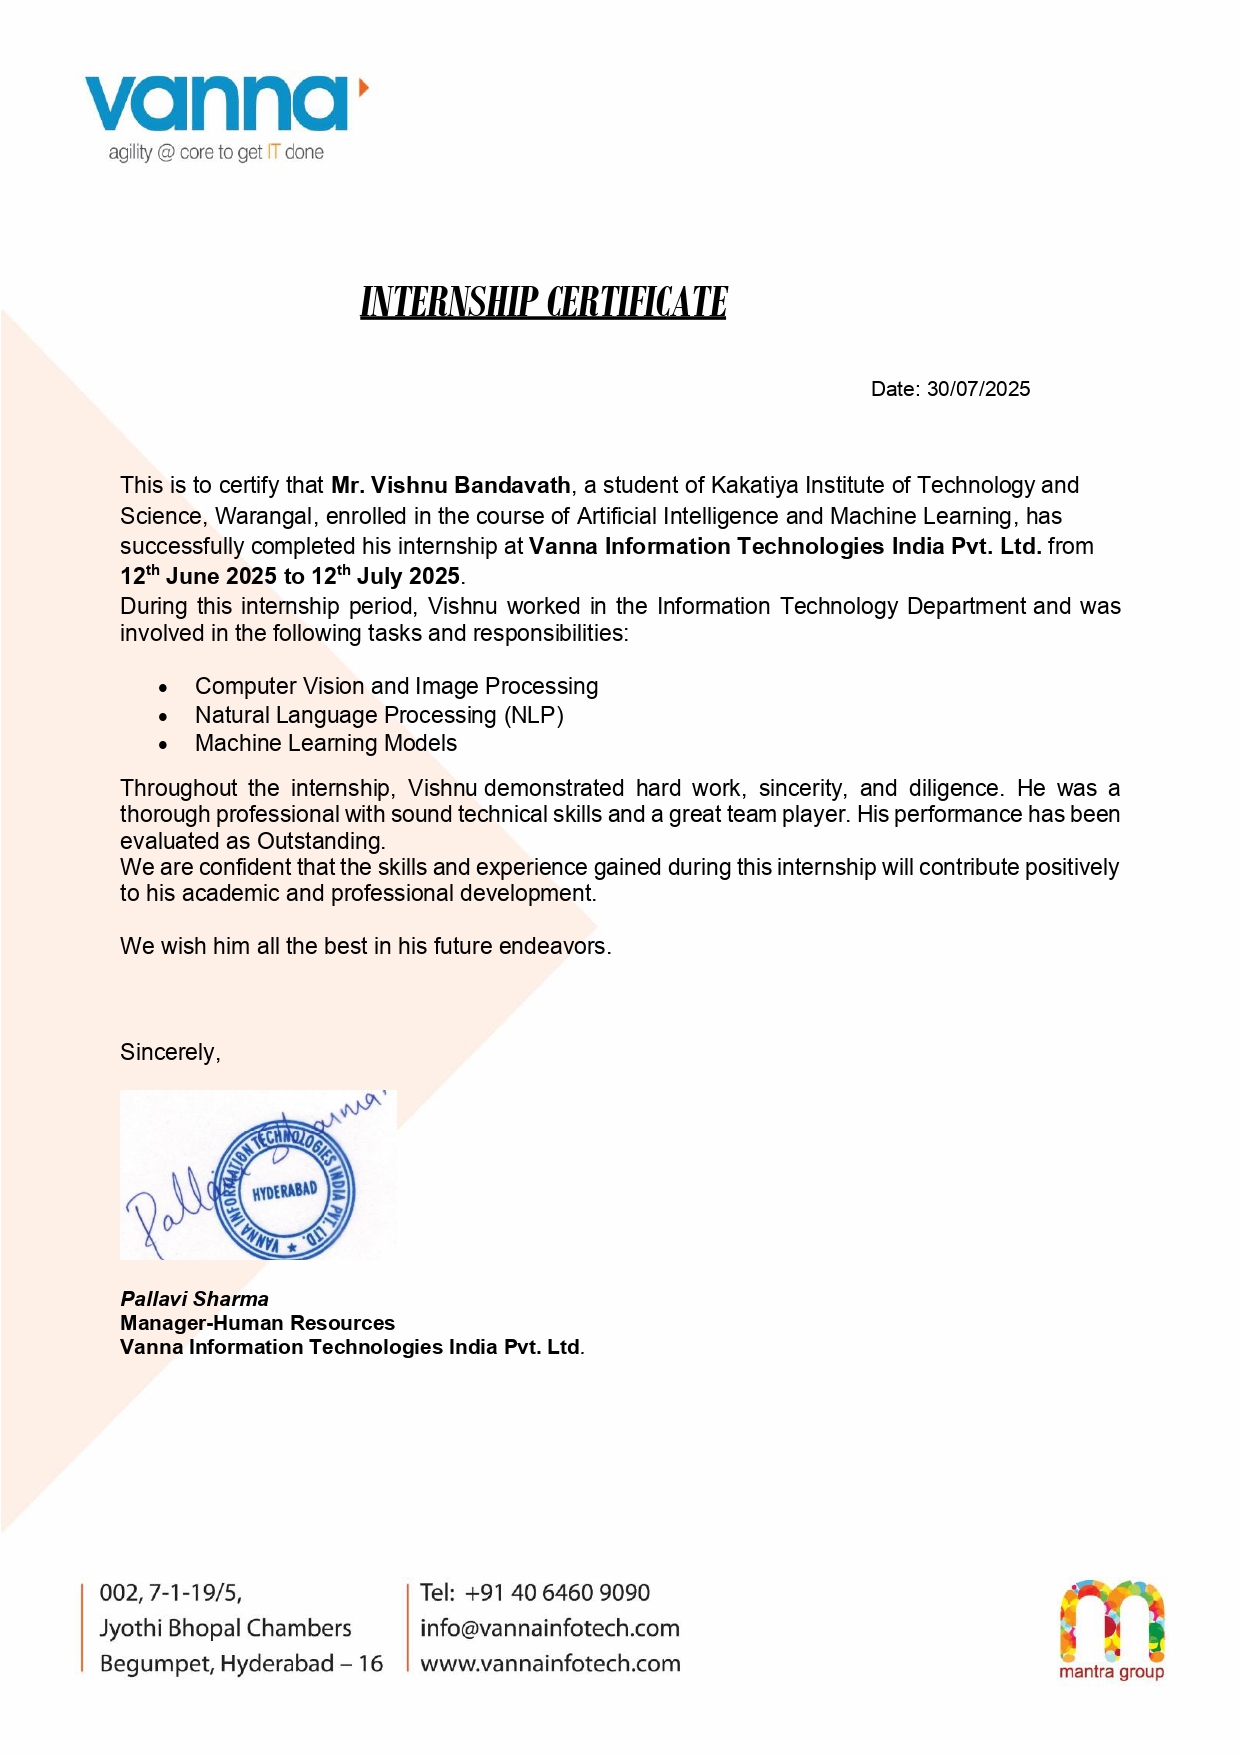 vanna
agility @ core to get IT done
INTERNSHIP CERTIFICATE
Date: 30/07/2025
This is to certify that Mr. Vishnu Bandavath, a student of Kakatiya Institute of Technology and
Science, Warangal, enrolled in the course of Artificial Intelligence and Machine Learning, has
successfully completed his internship at Vanna Information Technologies India Pvt. Ltd. from
12th June 2025 to 12th July 2025.
During this internship period, Vishnu worked in the Information Technology Department and was
involved in the following tasks and responsibilities:
• Computer Vision and Image Processing
• Natural Language Processing (NLP)
• Machine Learning Models
Throughout the internship, Vishnu demonstrated hard work, sincerity, and diligence. He was a
thorough professional with sound technical skills and a great team player. His performance has been
evaluated as Outstanding.
We are confident that the skills and experience gained during this internship will contribute positively
to his academic and professional development.
We wish him all the best in his future endeavors.
Sincerely,
Pallavi Sharma.
VANNA INFORMATION TECHNOLOGIES INDIA PVT. LTD.
HYDERABAD
Pallavi Sharma
Manager-Human Resources
Vanna Information Technologies India Pvt. Ltd.
002, 7-1-19/5,
Jyothi Bhopal Chambers
Begumpet, Hyderabad – 16
Tel: +91 40 6460 9090
info@vannainfotech.com
www.vannainfotech.com
m
mantra group